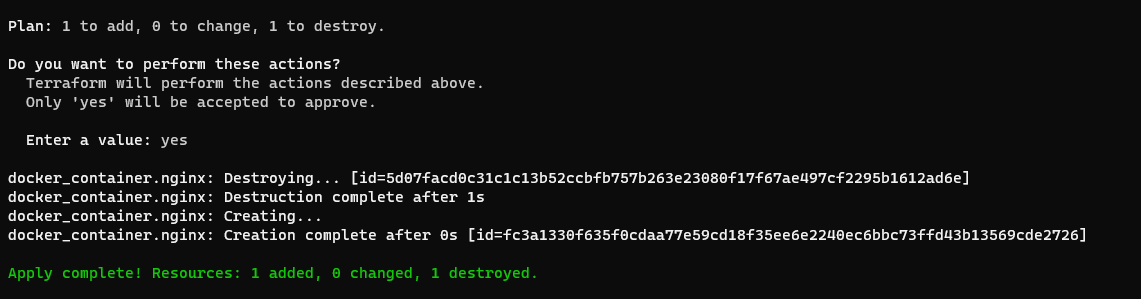 Plan: 1 to add, 0 to change, 1 to destroy.
Do you want to perform these actions?
Terraform will perform the actions described above.
Only 'yes' will be accepted to approve.
Enter a value: yes
docker_container.nginx: Destroying... [id=5d07facd0c31c1c13b52ccbfb757b263e23080f17f67ae497cf2295b1612ad6e]
docker_container.nginx: Destruction complete after 1s
docker_container.nginx: Creating...
docker_container.nginx: Creation complete after 0s [id=fc3a1330f635f0cdaa77e59cd18f35ee6e2240ec6bbc73ffd43b13569cde2726]
Apply complete! Resources: 1 added, 0 changed, 1 destroyed.